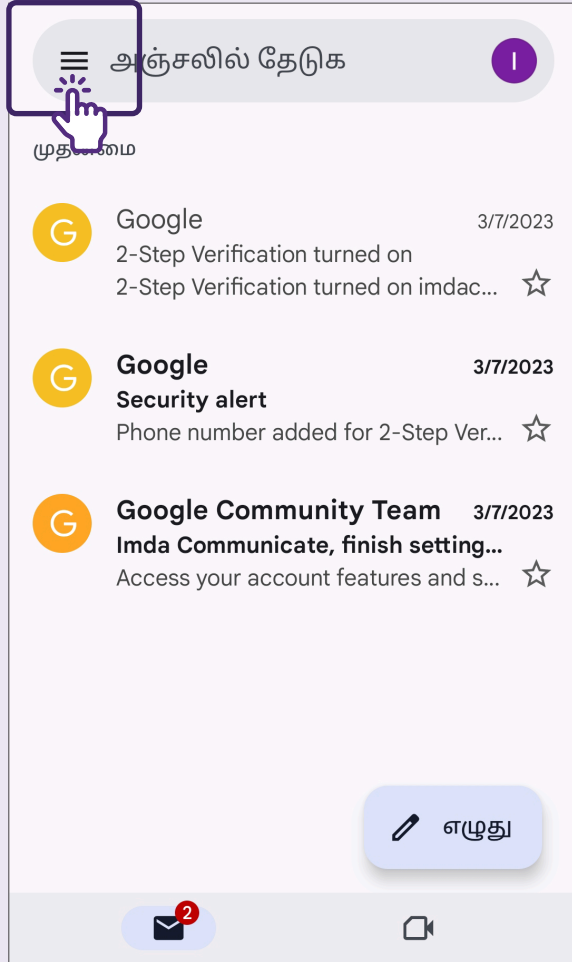 அஞ்சலில் தேடுக
I
முதன்மை
G
Google 3/7/2023
2-Step Verification turned on
2-Step Verification turned on imdac...
G
Google 3/7/2023
Security alert
Phone number added for 2-Step Ver...
G
Google Community Team 3/7/2023
Imda Communicate, finish setting...
Access your account features and s...
எழுது
2